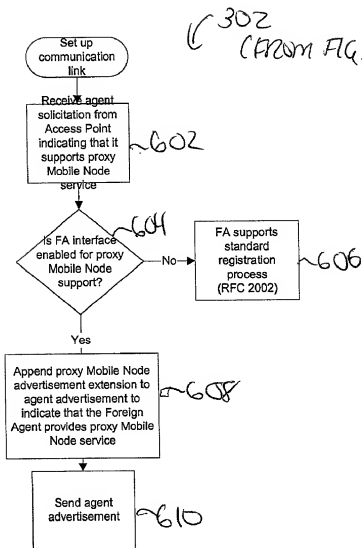 Set up
communication
link
302
(FROM FIG.
Receive agent
solicitation from
Access Point
indicating that it
supports proxy
Mobile Node
service
602
604
Is FA interface
enabled for proxy
Mobile Node
support?
No
FA supports
standard
registration
process
(RFC 2002)
606
Yes
Append proxy Mobile Node
advertisement extension to
agent advertisement to
indicate that the Foreign
Agent provides proxy Mobile
Node service
608
Send agent
advertisement
610